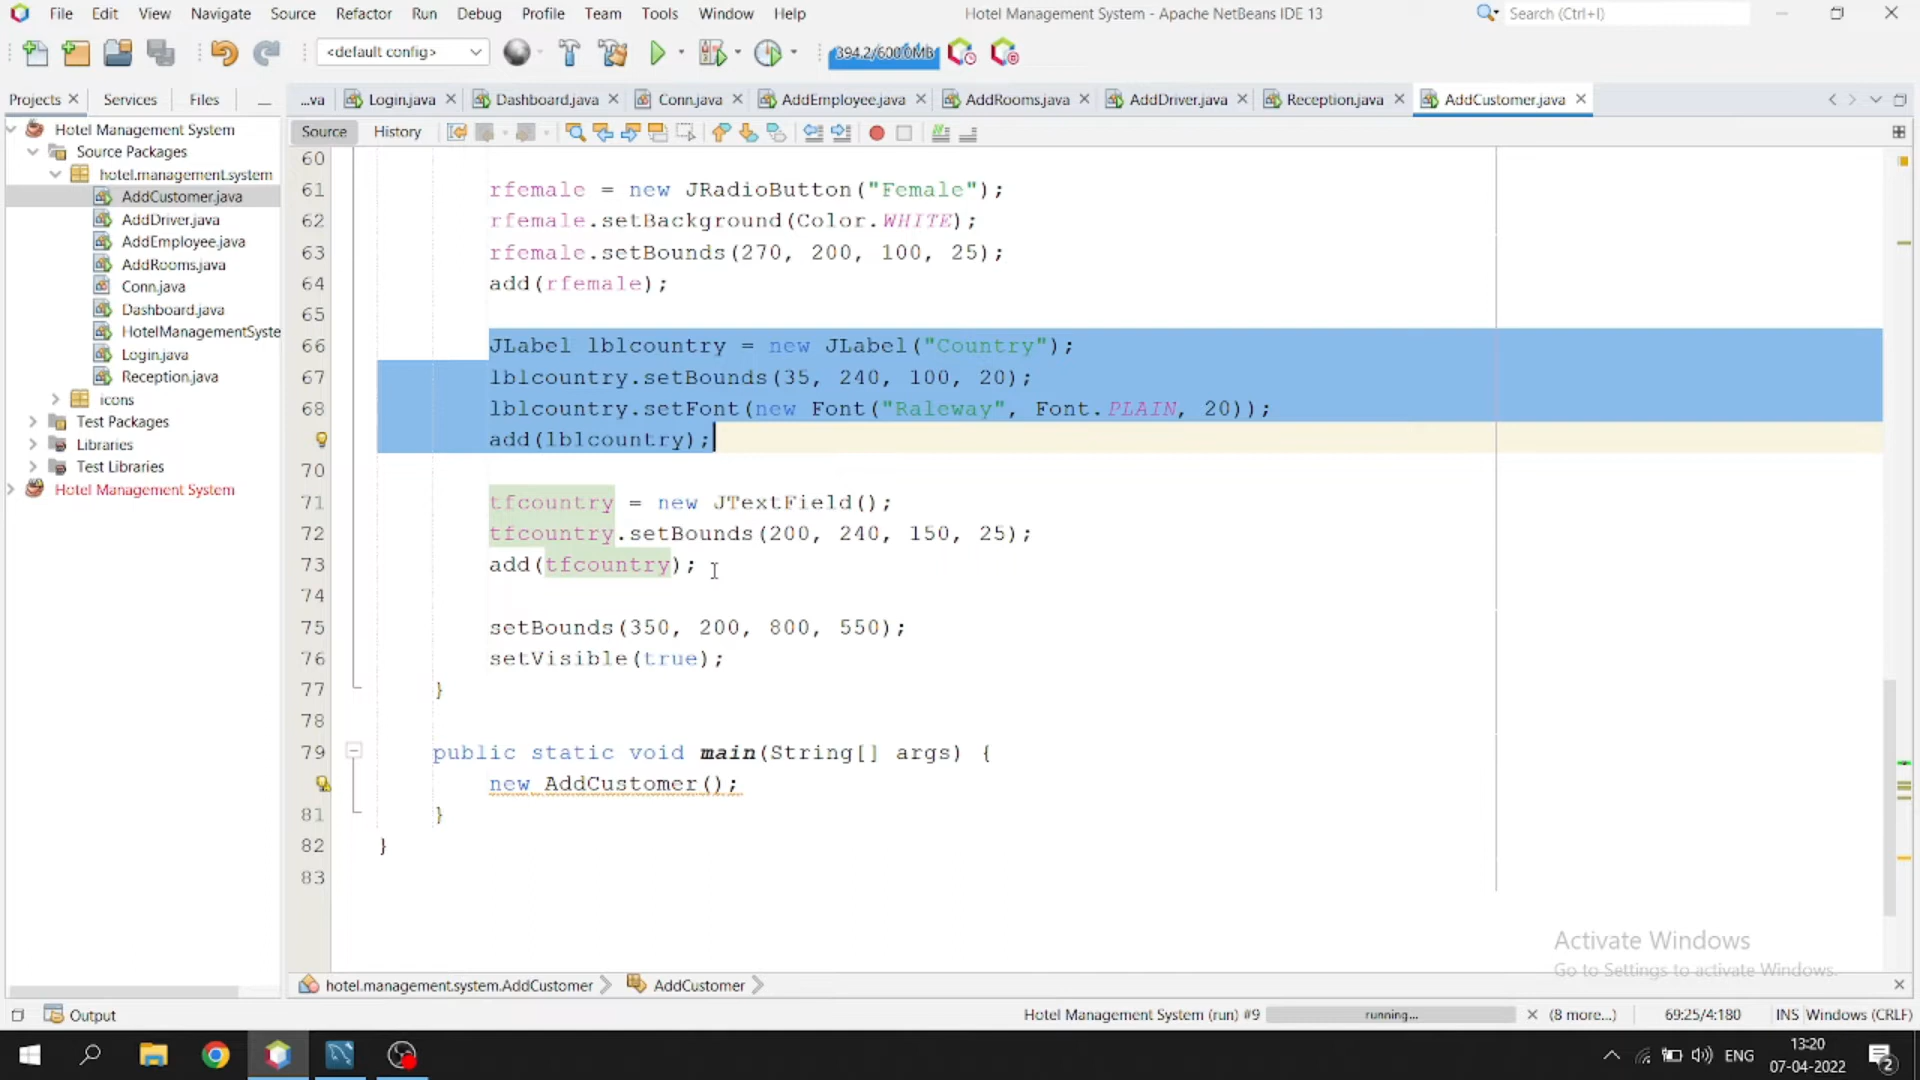 File Edit View Navigate Source Refactor Run Debug Profile Team Tools Window Help
Hotel Management System - Apache NetBeans IDE 13
Search (Ctrl+I)
<default config>
394.2/600.0MB
Projects Services Files
...va Login.java Dashboard.java Conn.java AddEmployee.java AddRooms.java AddDriver.java Reception.java AddCustomer.java
Source History
Hotel Management System
Source Packages
hotel.management.system
AddCustomer.java
AddDriver.java
AddEmployee.java
AddRooms.java
Conn.java
Dashboard.java
HotelManagementSyste
Login.java
Reception.java
icons
Test Packages
Libraries
Test Libraries
Hotel Management System
60
61 rfemale = new JRadioButton("Female");
62 rfemale.setBackground(Color.WHITE);
63 rfemale.setBounds(270, 200, 100, 25);
64 add(rfemale);
65
66 JLabel lblcountry = new JLabel("Country");
67 lblcountry.setBounds(35, 240, 100, 20);
68 lblcountry.setFont(new Font("Raleway", Font.PLAIN, 20));
add(lblcountry);
70
71 tfcountry = new JTextField();
72 tfcountry.setBounds(200, 240, 150, 25);
73 add(tfcountry);
74
75 setBounds(350, 200, 800, 550);
76 setVisible(true);
77 }
78
79 public static void main(String[] args) {
new AddCustomer();
81 }
82 }
83
Activate Windows
Go to Settings to activate Windows.
hotel.management.system.AddCustomer AddCustomer
Output
Hotel Management System (run) #9 running... (8 more...) 69:25/4:180 INS Windows (CRLF)
ENG
13:20
07-04-2022
2